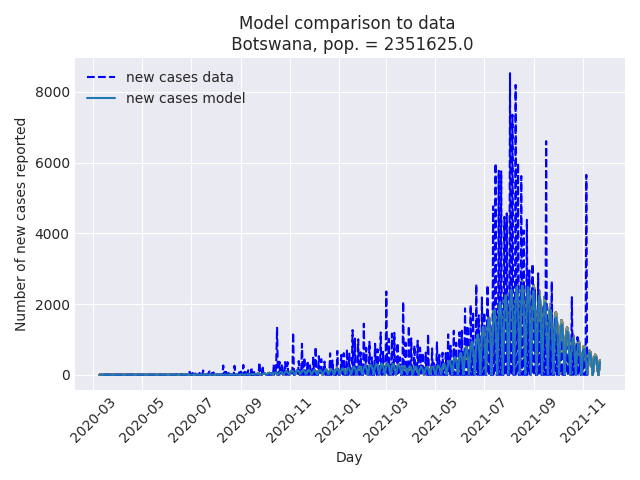 Model comparison to data
Botswana, pop. = 2351625.0
new cases data
new cases model
Number of new cases reported
8000
6000
4000
2000
0
2020-03
2020-05
2020-07
2020-09
2020-11
2021-01
2021-03
2021-05
2021-07
2021-09
2021-11
Day